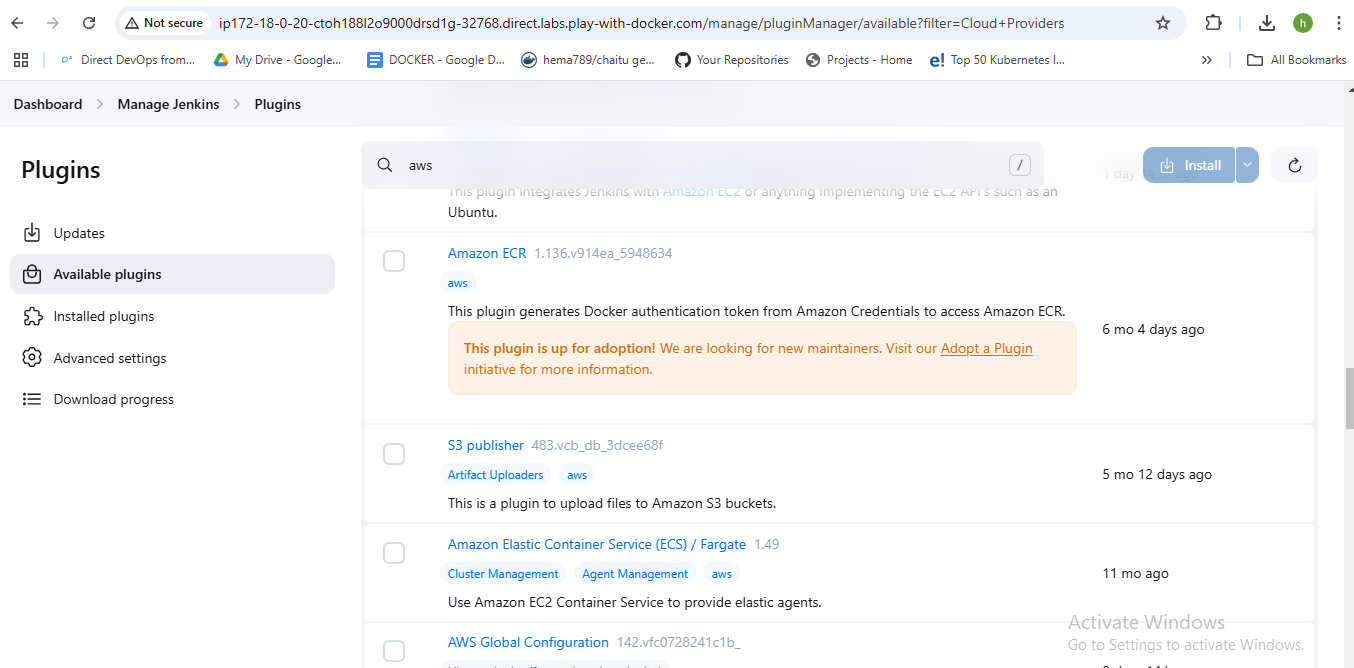 Not secure
ip172-18-0-20-ctoh188l2o9000drsd1g-32768.direct.labs.play-with-docker.com/manage/pluginManager/available?filter=Cloud+Providers
h
Direct DevOps from...
My Drive - Google...
DOCKER - Google D...
hema789/chaitu ge...
Your Repositories
Projects - Home
e! Top 50 Kubernetes I...
»
All Bookmarks
Dashboard
Manage Jenkins
Plugins
Plugins
Updates
Available plugins
Installed plugins
Advanced settings
Download progress
aws
/
Install
1 day
ago
This plugin integrates Jenkins with Amazon EC2 or anything implementing the EC2 API's such as an
Ubuntu.
Amazon ECR 1.136.v914ea_5948634
aws
This plugin generates Docker authentication token from Amazon Credentials to access Amazon ECR.
This plugin is up for adoption! We are looking for new maintainers. Visit our Adopt a Plugin
initiative for more information.
6 mo 4 days ago
S3 publisher 483.vcb_db_3dcee68f
Artifact Uploaders aws
This is a plugin to upload files to Amazon S3 buckets.
5 mo 12 days ago
Amazon Elastic Container Service (ECS) / Fargate 1.49
Cluster Management Agent Management aws
Use Amazon EC2 Container Service to provide elastic agents.
11 mo ago
AWS Global Configuration 142.vfc0728241c1b_
Activate Windows
Go to Settings to activate Windows.